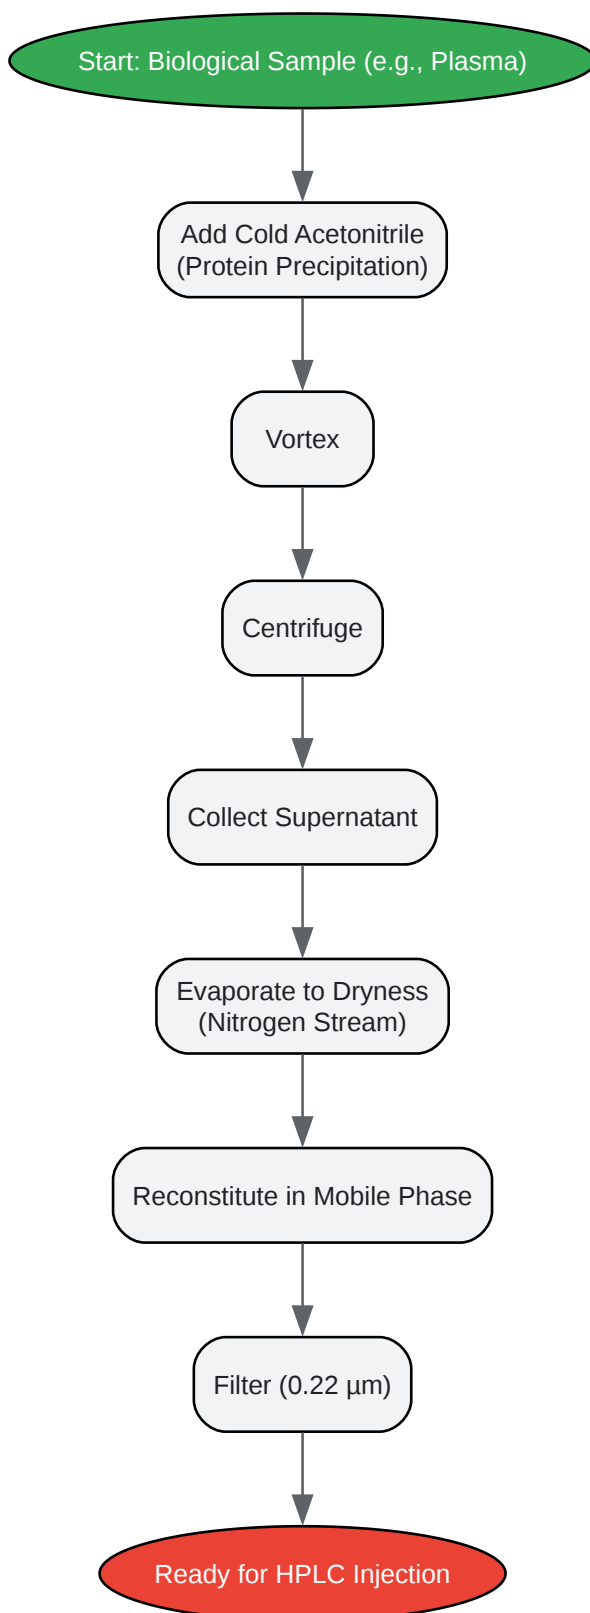 Start: Biological Sample (e.g., Plasma)
Add Cold Acetonitrile
(Protein Precipitation)
Vortex
Centrifuge
Collect Supernatant
Evaporate to Dryness
(Nitrogen Stream)
Reconstitute in Mobile Phase
Filter (0.22 µm)
Ready for HPLC Injection